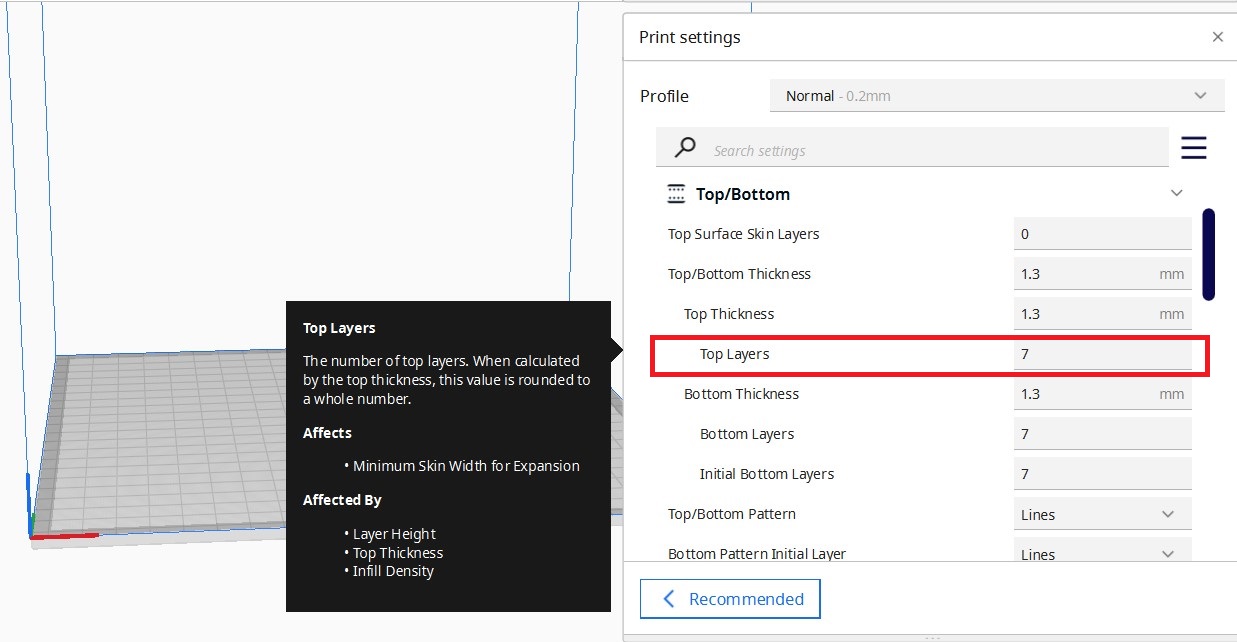 Print settings
Profile
Normal - 0.2mm
Search settings
Top/Bottom
Top Surface Skin Layers 0
Top/Bottom Thickness 1.3 mm
Top Thickness 1.3 mm
Top Layers 7
Bottom Thickness 1.3 mm
Bottom Layers 7
Initial Bottom Layers 7
Top/Bottom Pattern Lines
Bottom Pattern Initial Layer Lines
Recommended
Top Layers
The number of top layers. When calculated
by the top thickness, this value is rounded to
a whole number.
Affects
• Minimum Skin Width for Expansion
Affected By
• Layer Height
• Top Thickness
• Infill Density